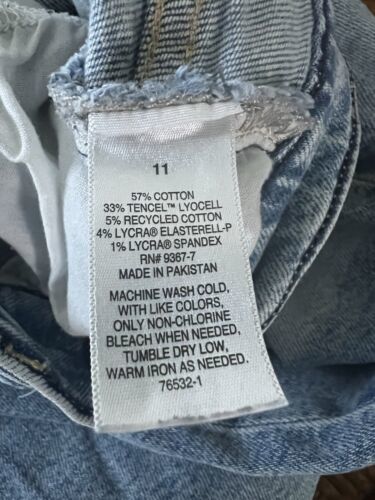 11
57% COTTON
33% TENCEL™ LYOCELL
5% RECYCLED COTTON
4% LYCRA® ELASTERELL-P
1% LYCRA® SPANDEX
RN# 9367-7
MADE IN PAKISTAN
MACHINE WASH COLD,
WITH LIKE COLORS,
ONLY NON-CHLORINE
BLEACH WHEN NEEDED,
TUMBLE DRY LOW,
WARM IRON AS NEEDED.
76532-1